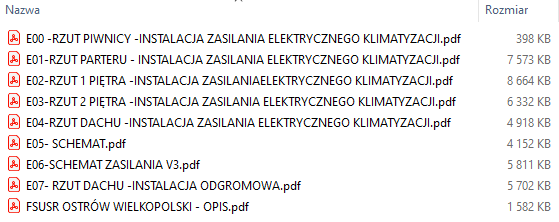 Nazwa Rozmiar
E00 -RZUT PIWNICY -INSTALACJA ZASILANIA ELEKTRYCZNEGO KLIMATYZACJI.pdf 398 KB
E01-RZUT PARTERU - INSTALACJA ZASILANIA ELEKTRYCZNEGO KLIMATYZACJI.pdf 7 573 KB
E02-RZUT 1 PIĘTRA -INSTALACJA ZASILANIAELEKTRYCZNEGO KLIMATYZACJI.pdf 8 664 KB
E03-RZUT 2 PIĘTRA -INSTALACJA ZASILANIA ELEKTRYCZNEGO KLIMATYZACJI.pdf 6 332 KB
E04-RZUT DACHU -INSTALACJA ZASILANIA ELEKTRYCZNEGO KLIMATYZACJI.pdf 4 918 KB
E05- SCHEMAT.pdf 4 152 KB
E06-SCHEMAT ZASILANIA V3.pdf 5 811 KB
E07- RZUT DACHU -INSTALACJA ODGROMOWA.pdf 5 702 KB
FSUSR OSTRÓW WIELKOPOLSKI - OPIS.pdf 1 582 KB